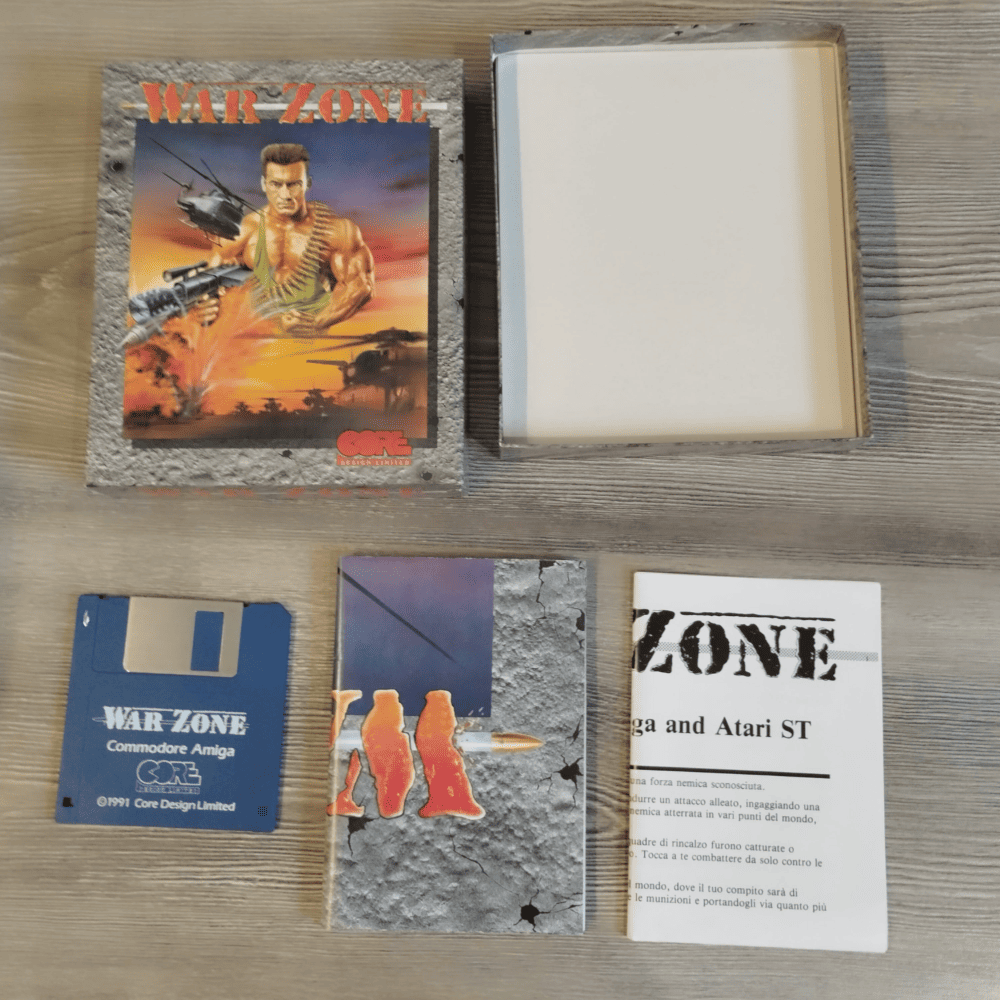 WAR ZONE
CORE
DESIGN LIMITED
WAR ZONE
Commodore Amiga
CORE
DESIGN LIMITED
©1991 Core Design Limited
ZONE
ga and Atari ST
una forza nemica sconosciuta.
durre un attacco alleato, ingaggiando una
nemica atterrata in vari punti del mondo,
uadre di rincalzo furono catturate o
o. Tocca a te combattere da solo contro le
mondo, dove il tuo compito sarà di
e le munizioni e portandogli via quanto più